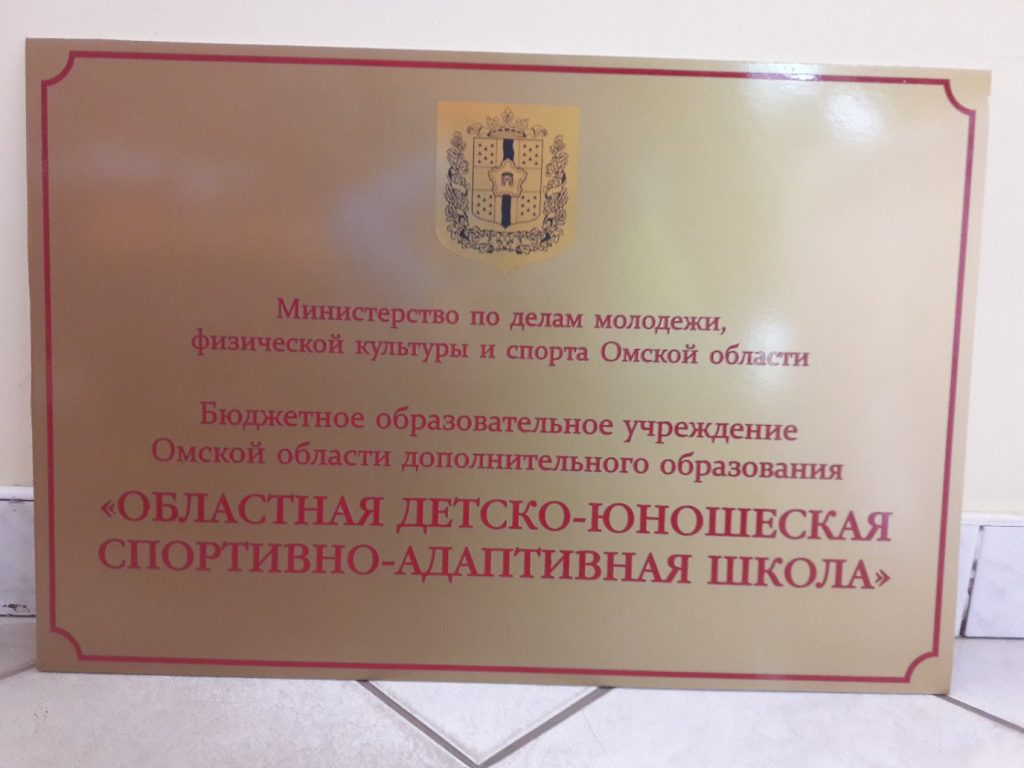 Министерство по делам молодежи,
физической культуры и спорта Омской области
Бюджетное образовательное учреждение
Омской области дополнительного образования
«ОБЛАСТНАЯ ДЕТСКО-ЮНОШЕСКАЯ
СПОРТИВНО-АДАПТИВНАЯ ШКОЛА»